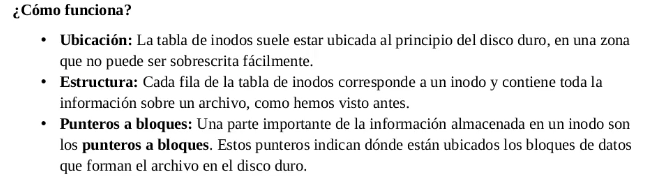 ¿Cómo funciona?
• Ubicación: La tabla de inodos suele estar ubicada al principio del disco duro, en una zona
que no puede ser sobrescrita fácilmente.
• Estructura: Cada fila de la tabla de inodos corresponde a un inodo y contiene toda la
información sobre un archivo, como hemos visto antes.
• Punteros a bloques: Una parte importante de la información almacenada en un inodo son
los punteros a bloques. Estos punteros indican dónde están ubicados los bloques de datos
que forman el archivo en el disco duro.